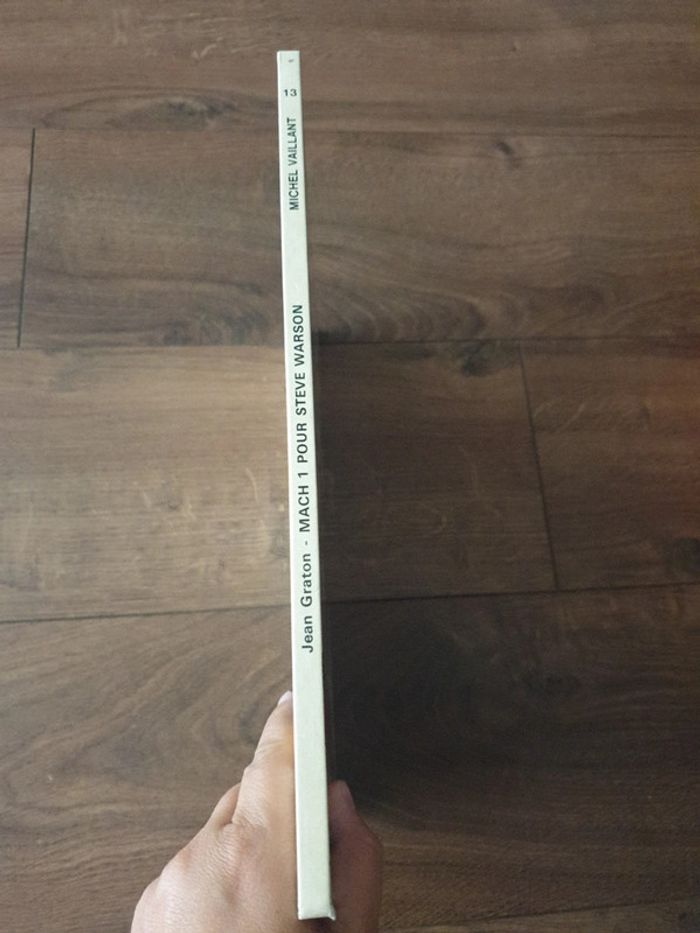 13
MICHEL VAILLANT
Jean Graton - MACH 1 POUR STEVE WARSON